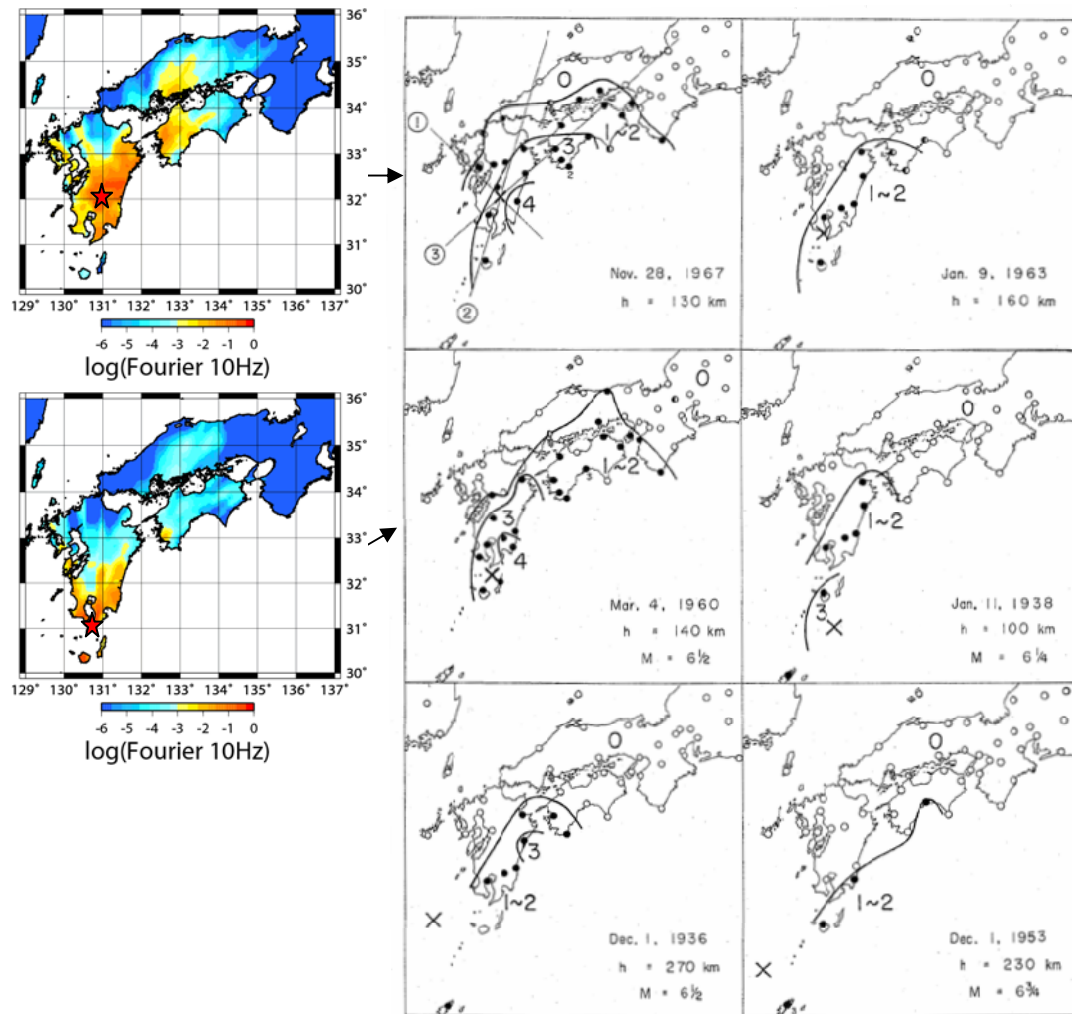 36°
35°
34°
33°
32°
31°
30°
129° 130° 131° 132° 133° 134° 135° 136° 137°
-6 -5 -4 -3 -2 -1 0
log(Fourier 10Hz)
36°
35°
34°
33°
32°
31°
30°
129° 130° 131° 132° 133° 134° 135° 136° 137°
-6 -5 -4 -3 -2 -1 0
log(Fourier 10Hz)
0
①
1~2
3
2
4
③
②
Nov. 28, 1967
h = 130 km
0
1~2
3
Jan. 9, 1963
h = 160 km
0
1~2
3
3
4
Mar. 4, 1960
h = 140 km
M = 6½
0
1~2
3
Jan. 11, 1938
h = 100 km
M = 6¼
0
3
1~2
Dec. 1, 1936
h = 270 km
M = 6½
0
1~2
3
Dec. 1, 1953
h = 230 km
M = 6¾